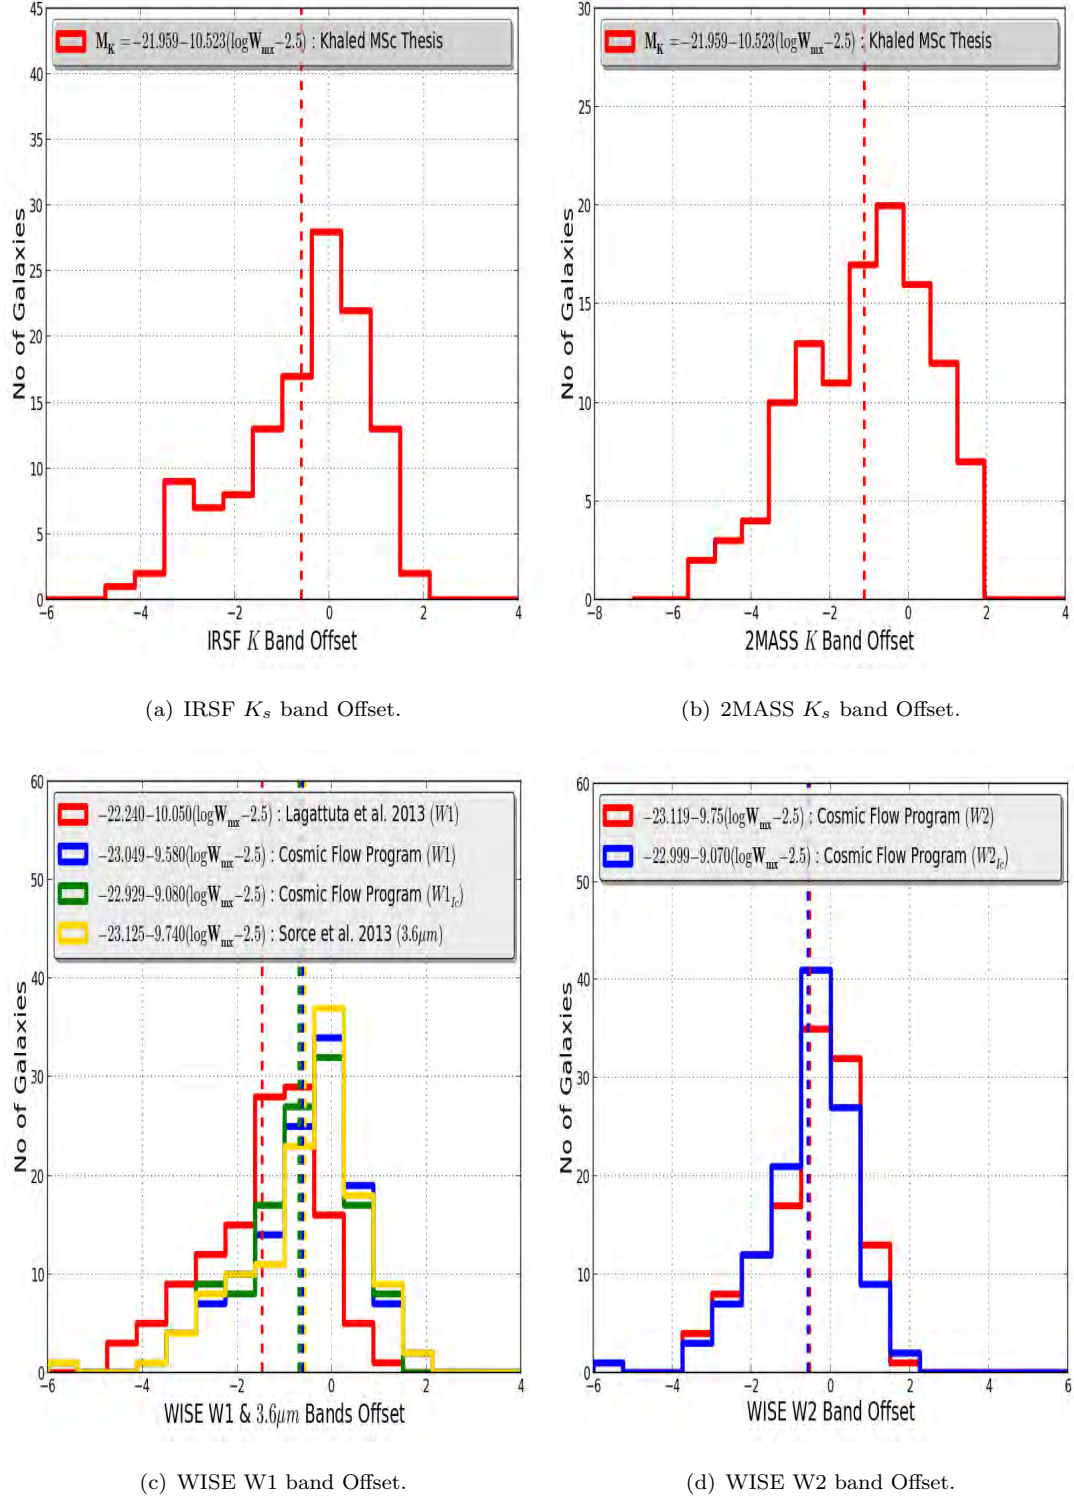 45
40
35
30
25
20
15
10
5
0
−6
−4
−2
0
2
4
No of Galaxies
M_K = −21.959−10.523(logW_mx−2.5) : Khaled MSc Thesis
IRSF K Band Offset
(a) IRSF K_s band Offset.
30
25
20
15
10
5
0
−8
−6
−4
−2
0
2
4
No of Galaxies
M_K = −21.959−10.523(logW_mx−2.5) : Khaled MSc Thesis
2MASS K Band Offset
(b) 2MASS K_s band Offset.
60
50
40
30
20
10
0
−6
−4
−2
0
2
4
No of Galaxies
−22.240−10.050(logW_mx−2.5) : Lagattuta et al. 2013 (W1)
−23.049−9.580(logW_mx−2.5) : Cosmic Flow Program (W1)
−22.929−9.080(logW_mx−2.5) : Cosmic Flow Program (W1_Ic)
−23.125−9.740(logW_mx−2.5) : Sorce et al. 2013 (3.6μm)
WISE W1 & 3.6μm Bands Offset
(c) WISE W1 band Offset.
60
50
40
30
20
10
0
−6
−4
−2
0
2
4
6
No of Galaxies
−23.119−9.75(logW_mx−2.5) : Cosmic Flow Program (W2)
−22.999−9.070(logW_mx−2.5) : Cosmic Flow Program (W2_Ic)
WISE W2 Band Offset
(d) WISE W2 band Offset.